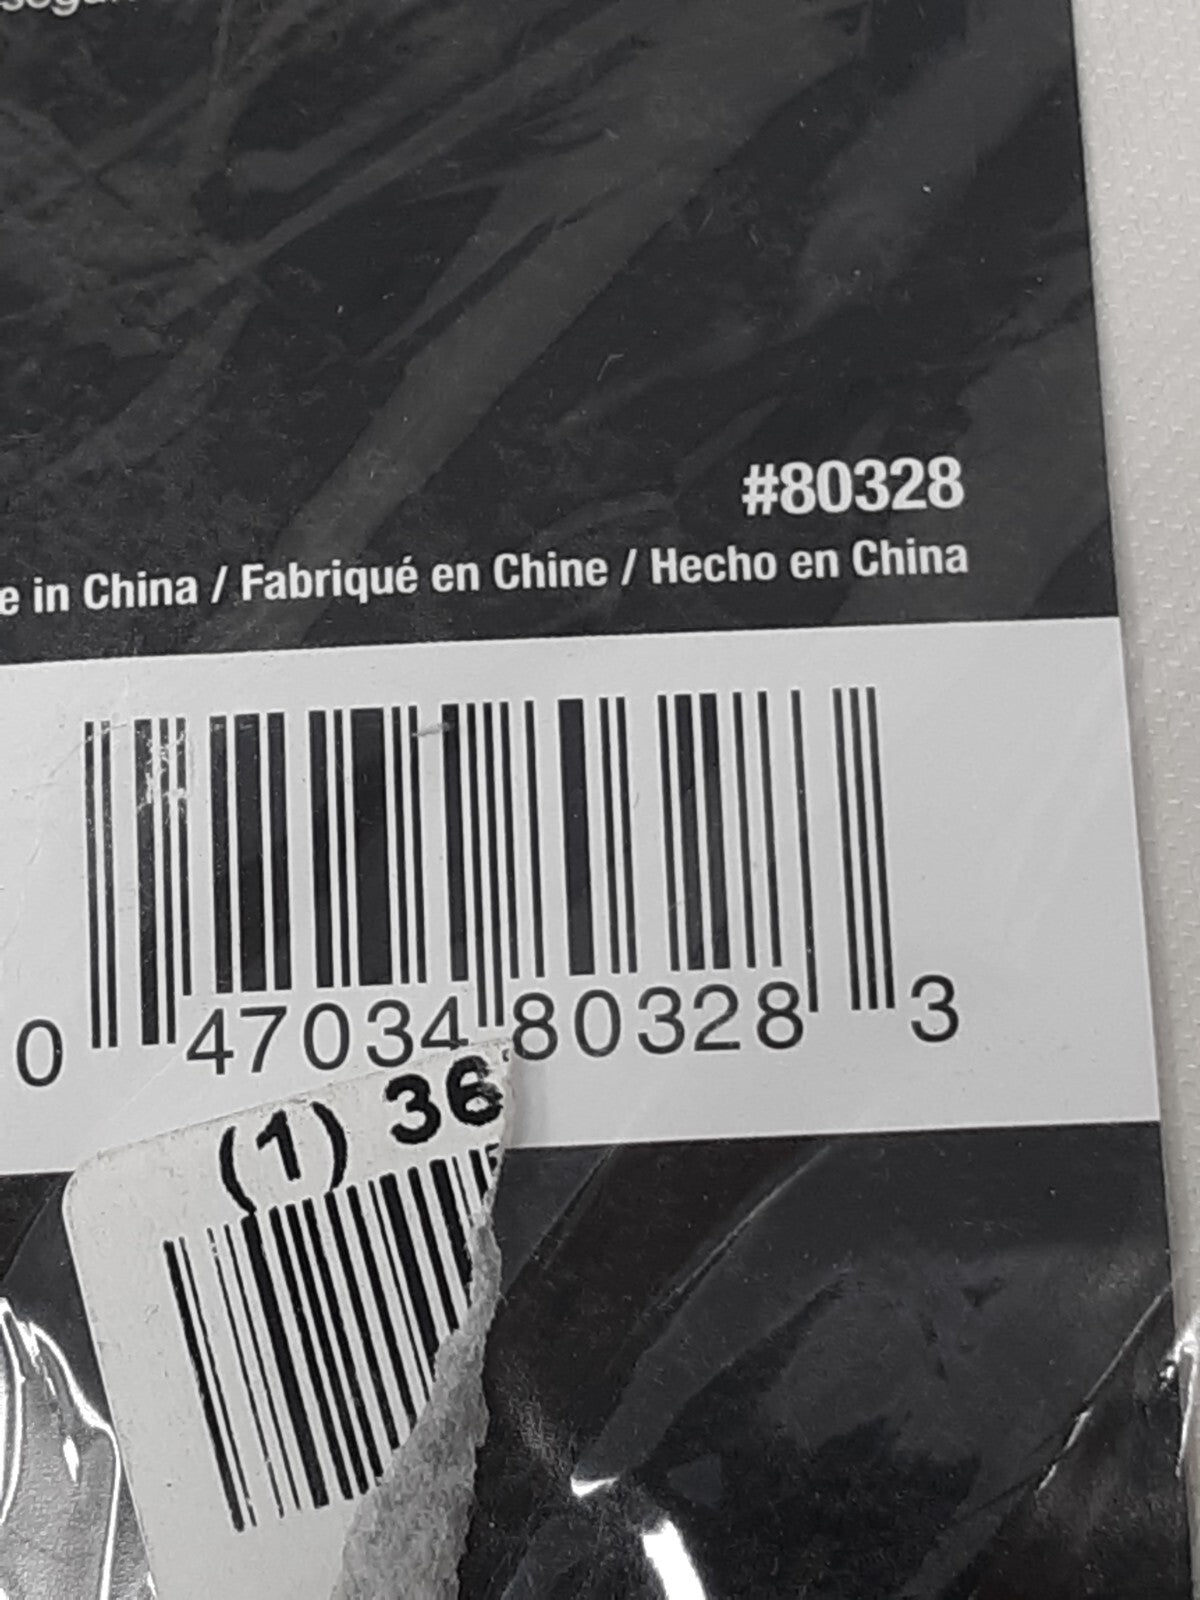 #80328
in China / Fabriqué en Chine / Hecho en China
0 47034 80328 3
(1) 36